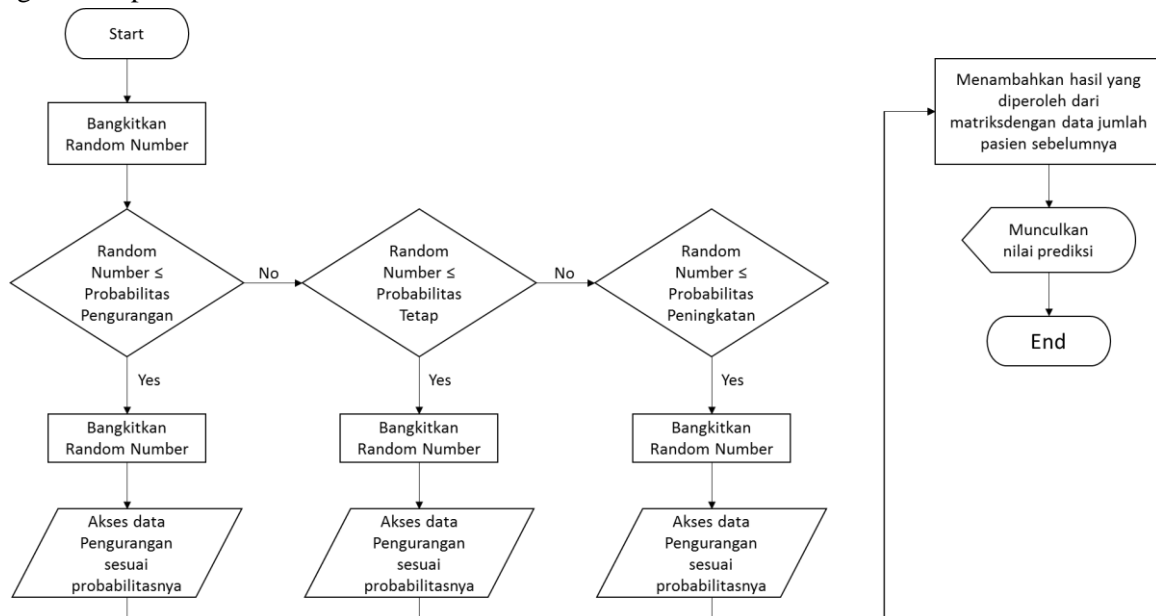 Start
Bangkitkan
Random Number
Random
Number ≤
Probabilitas
Pengurangan
No
Random
Number ≤
Probabilitas
Tetap
No
Random
Number ≤
Probabilitas
Peningkatan
Yes
Yes
Yes
Bangkitkan
Random Number
Bangkitkan
Random Number
Bangkitkan
Random Number
Akses data
Pengurangan
sesuai
probabilitasnya
Akses data
Pengurangan
sesuai
probabilitasnya
Akses data
Pengurangan
sesuai
probabilitasnya
Menambahkan hasil yang
diperoleh dari
matriksdengan data jumlah
pasien sebelumnya
Munculkan
nilai prediksi
End